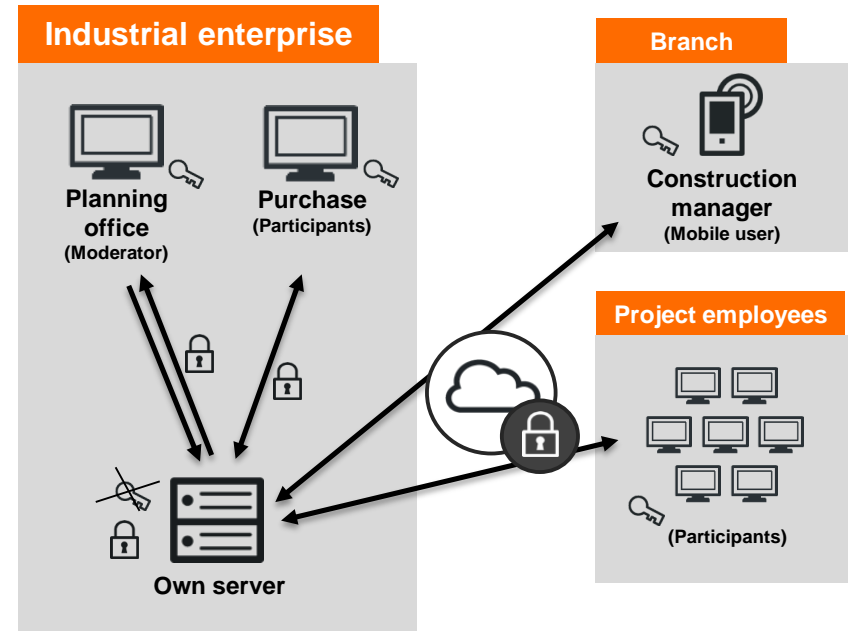 Industrial enterprise
Planning
office
(Moderator)
Purchase
(Participants)
Own server
Branch
Construction
manager
(Mobile user)
Project employees
(Participants)